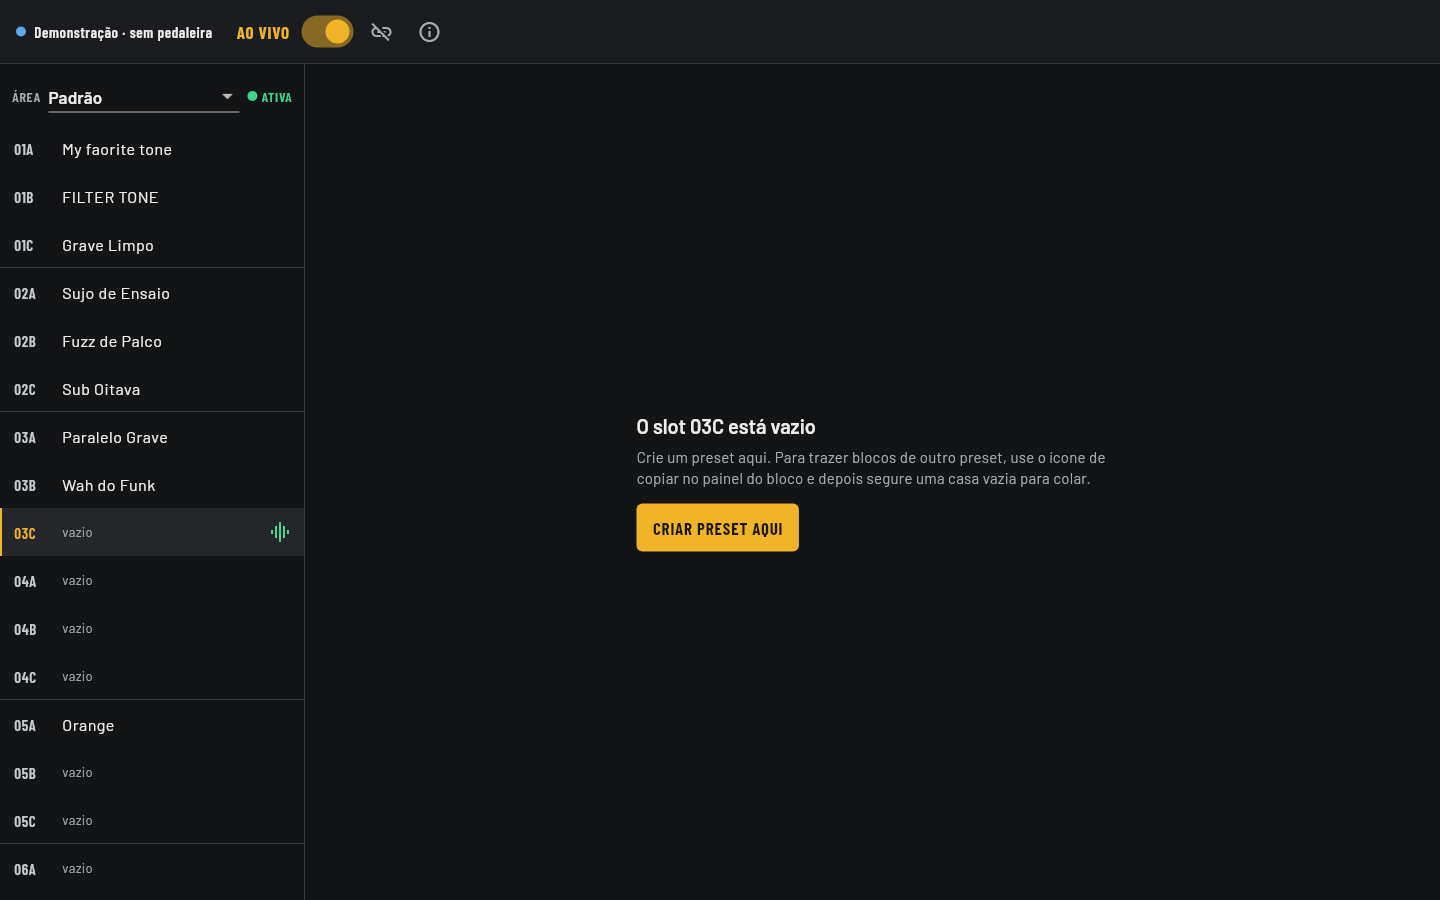 Demonstração · sem pedaleira
AO VIVO
ÁREA Padrão ATIVA
01A My faorite tone
01B FILTER TONE
01C Grave Limpo
02A Sujo de Ensaio
02B Fuzz de Palco
02C Sub Oitava
03A Paralelo Grave
03B Wah do Funk
03C vazio
04A vazio
04B vazio
04C vazio
05A Orange
05B vazio
05C vazio
06A vazio
O slot 03C está vazio
Crie um preset aqui. Para trazer blocos de outro preset, use o ícone de
copiar no painel do bloco e depois segure uma casa vazia para colar.
CRIAR PRESET AQUI